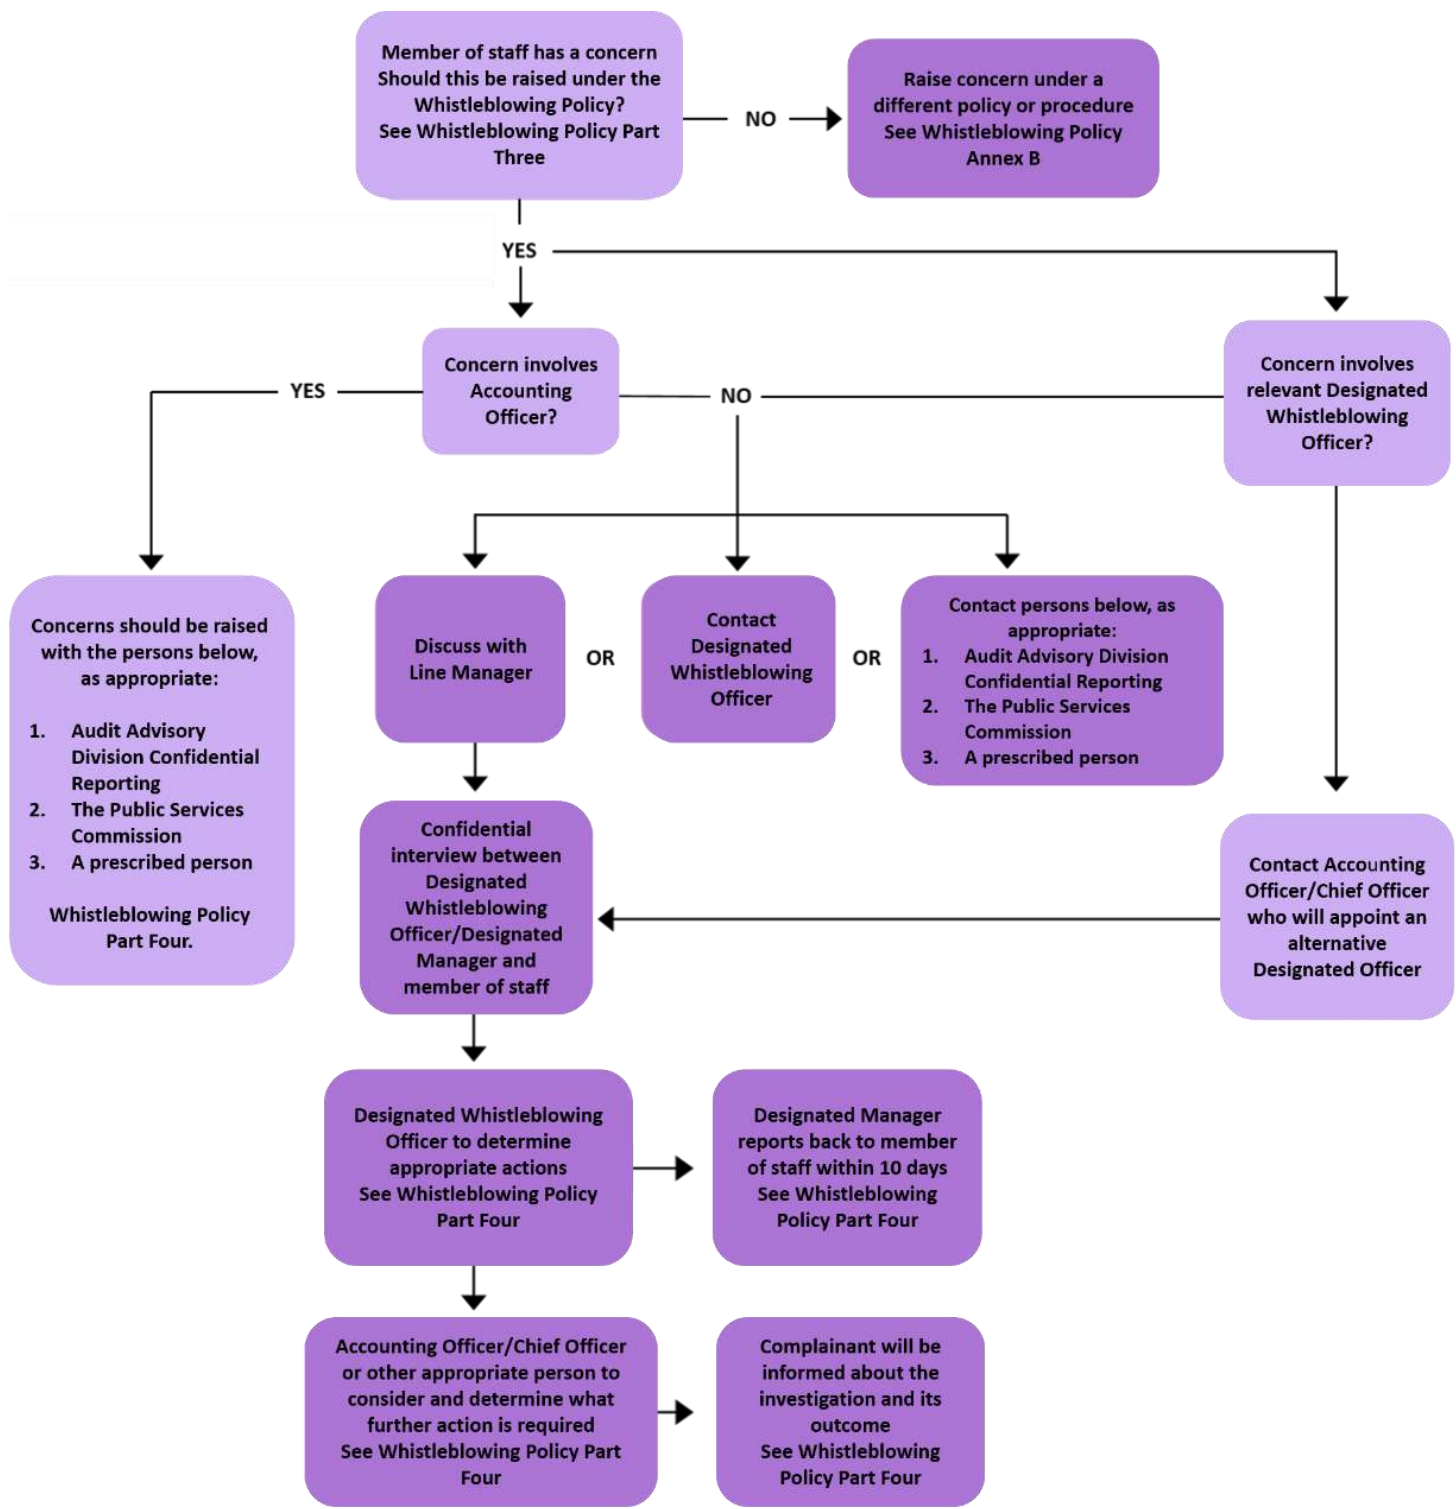 Member of staff has a concern
Should this be raised under the
Whistleblowing Policy?
See Whistleblowing Policy Part
Three
NO
Raise concern under a
different policy or procedure
See Whistleblowing Policy
Annex B
YES
Concern involves
Accounting
Officer?
Concern involves
relevant Designated
Whistleblowing
Officer?
YES
NO
Concerns should be raised
with the persons below,
as appropriate:
1. Audit Advisory
Division Confidential
Reporting
2. The Public Services
Commission
3. A prescribed person
Whistleblowing Policy
Part Four.
Discuss with
Line Manager
OR
Contact
Designated
Whistleblowing
Officer
OR
Contact persons below, as
appropriate:
1. Audit Advisory Division
Confidential Reporting
2. The Public Services
Commission
3. A prescribed person
Confidential
interview between
Designated
Whistleblowing
Officer/Designated
Manager and
member of staff
Contact Accounting
Officer/Chief Officer
who will appoint an
alternative
Designated Officer
Designated Whistleblowing
Officer to determine
appropriate actions
See Whistleblowing Policy
Part Four
Designated Manager
reports back to member
of staff within 10 days
See Whistleblowing
Policy Part Four
Accounting Officer/Chief Officer
or other appropriate person to
consider and determine what
further action is required
See Whistleblowing Policy Part
Four
Complainant will be
informed about the
investigation and its
outcome
See Whistleblowing
Policy Part Four